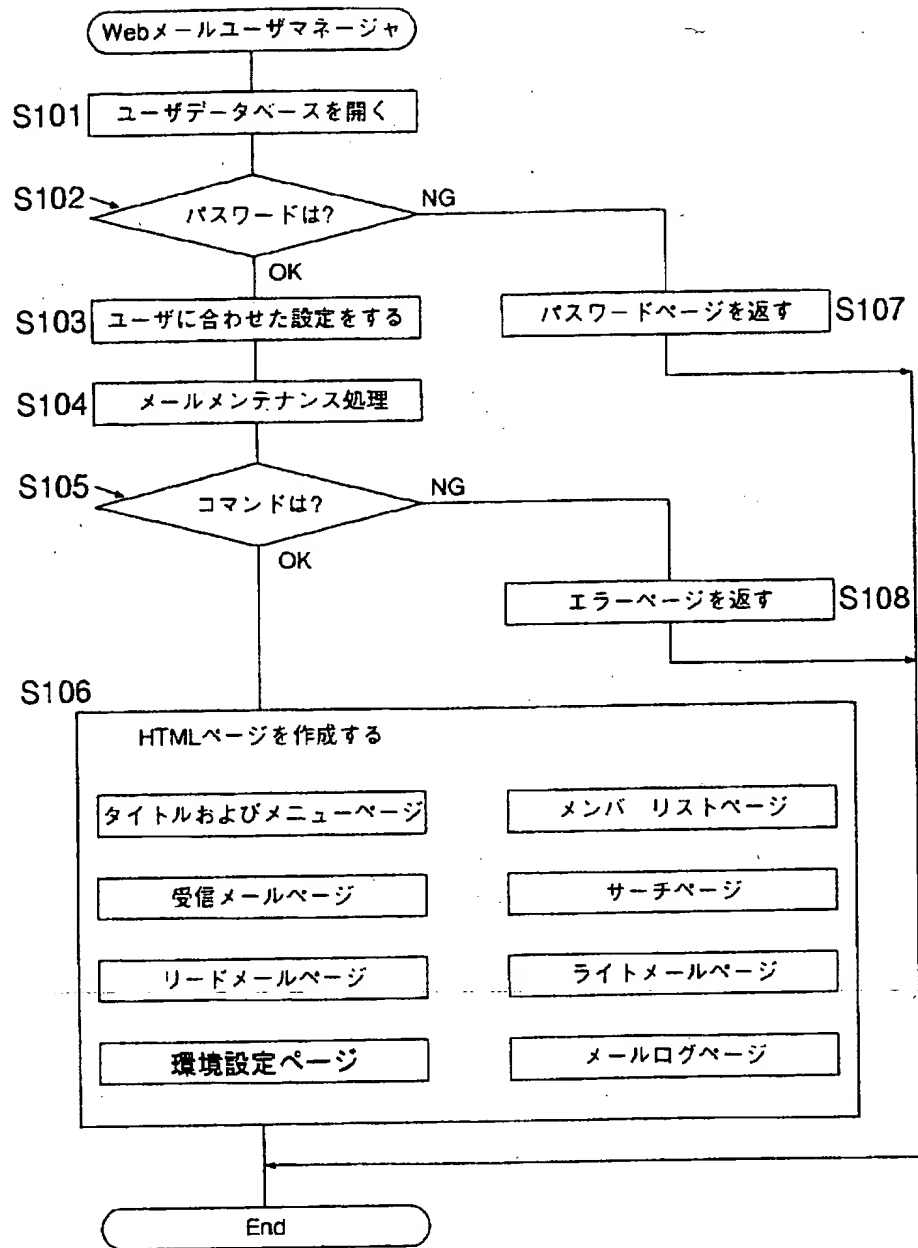 Webメールユーザマネージャ
S101
ユーザデータベースを開く
S102
パスワードは?
NG
OK
S103
ユーザに合わせた設定をする
パスワードページを返す
S107
S104
メールメンテナンス処理
S105
コマンドは?
NG
OK
エラーページを返す
S108
S106
HTMLページを作成する
タイトルおよびメニューページ
メンバ リストページ
受信メールページ
サーチページ
リードメールページ
ライトメールページ
環境設定ページ
メールログページ
End